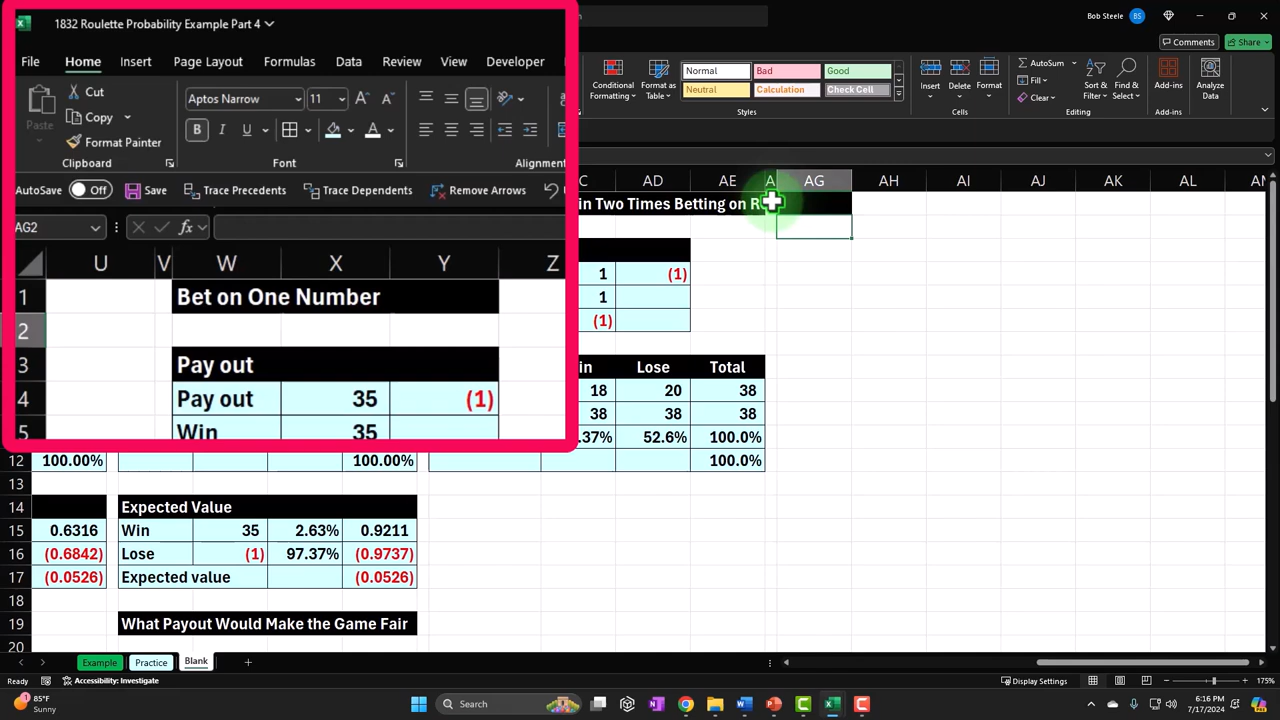 1832 Roulette Probability Example Part 4
Bob Steele BS
File Home Insert Page Layout Formulas Data Review View Developer
Comments Share
Cut
Copy
Format Painter
Paste
Clipboard
Aptos Narrow 11
B I U
Font
Alignment
Conditional Formatting
Format as Table
Normal Bad Good
Neutral Calculation Check Cell
Styles
Insert Delete Format
Cells
AutoSum
Fill
Clear
Sort & Filter
Find & Select
Editing
Add-ins
Add-ins
Analyze Data
AutoSave Off Save Trace Precedents Trace Dependents Remove Arrows
AG2 fx
U V W X Y Z C AD AE A AG AH AI AJ AK AL AM
1 Bet on One Number in Two Times Betting on R
2
3 Pay out
4 Pay out 35 (1) 1 (1)
5 Win 35 1
(1)
in Lose Total
18 20 38
38 38 38
.37% 52.6% 100.0%
12 100.00% 100.00% 100.0%
13
14 Expected Value
15 0.6316 Win 35 2.63% 0.9211
16 (0.6842) Lose (1) 97.37% (0.9737)
17 (0.0526) Expected value (0.0526)
18
19 What Payout Would Make the Game Fair
20
Example Practice Blank +
Ready Accessibility: Investigate Display Settings 175%
1 85°F
Sunny
Search
6:16 PM
7/17/2024